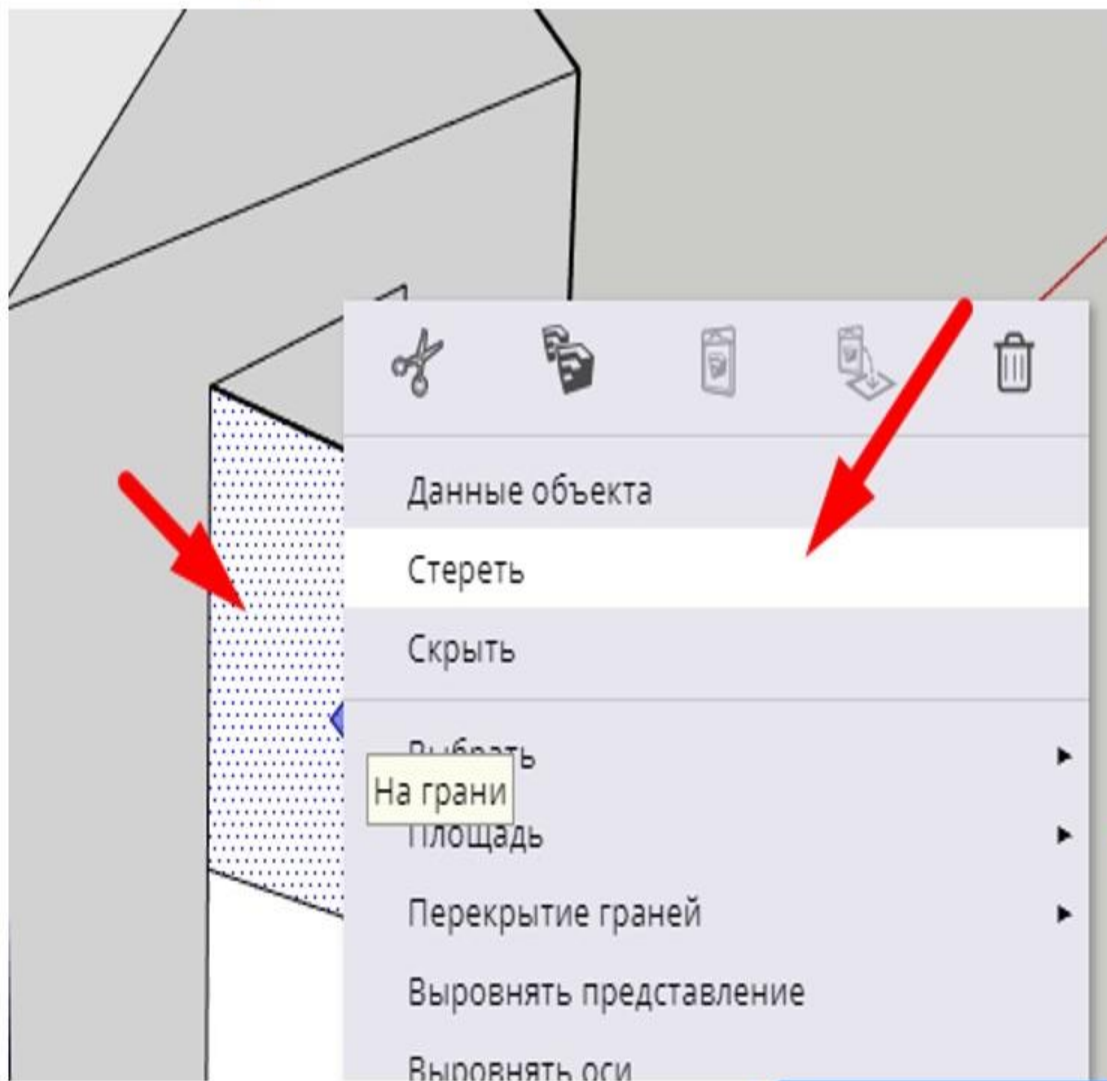 Данные объекта
Стереть
Скрыть
Выбрать
На грани
Площадь
Перекрытие граней
Выровнять представление
Выровнять оси